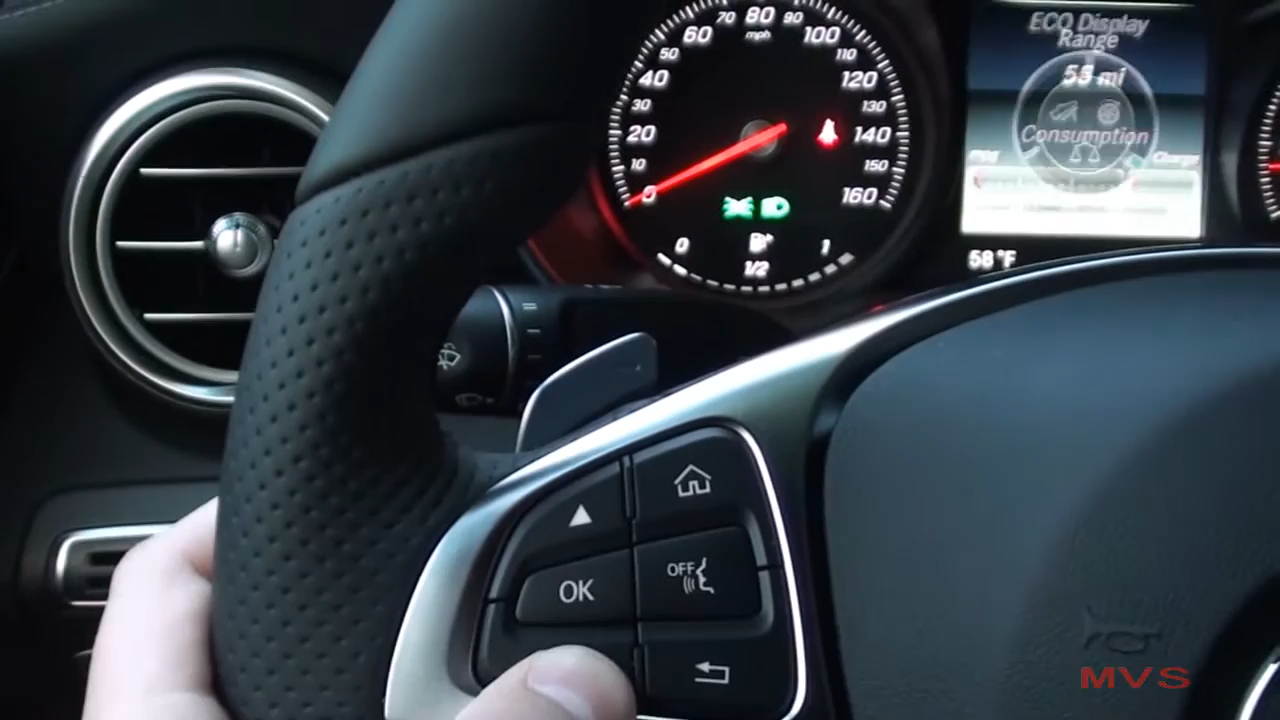 0
10
20
30
40
50
60
70
80
90
100
110
120
130
140
150
160
mph
0
1/2
1
ECO Display
Range
Consumption
Charge
58°F
OK
OFF
MVS